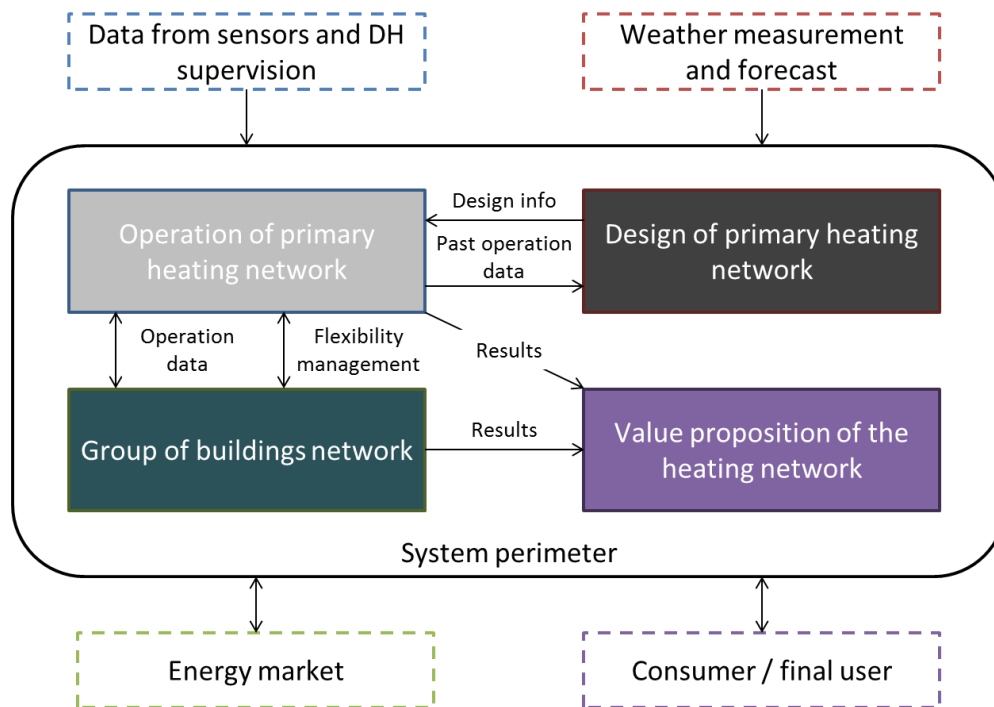 Data from sensors and DH
supervision
Weather measurement
and forecast
Operation of primary
heating network
Design info
Past operation
data
Design of primary heating
network
Operation
data
Flexibility
management
Results
Group of buildings network
Results
Value proposition of the
heating network
System perimeter
Energy market
Consumer / final user